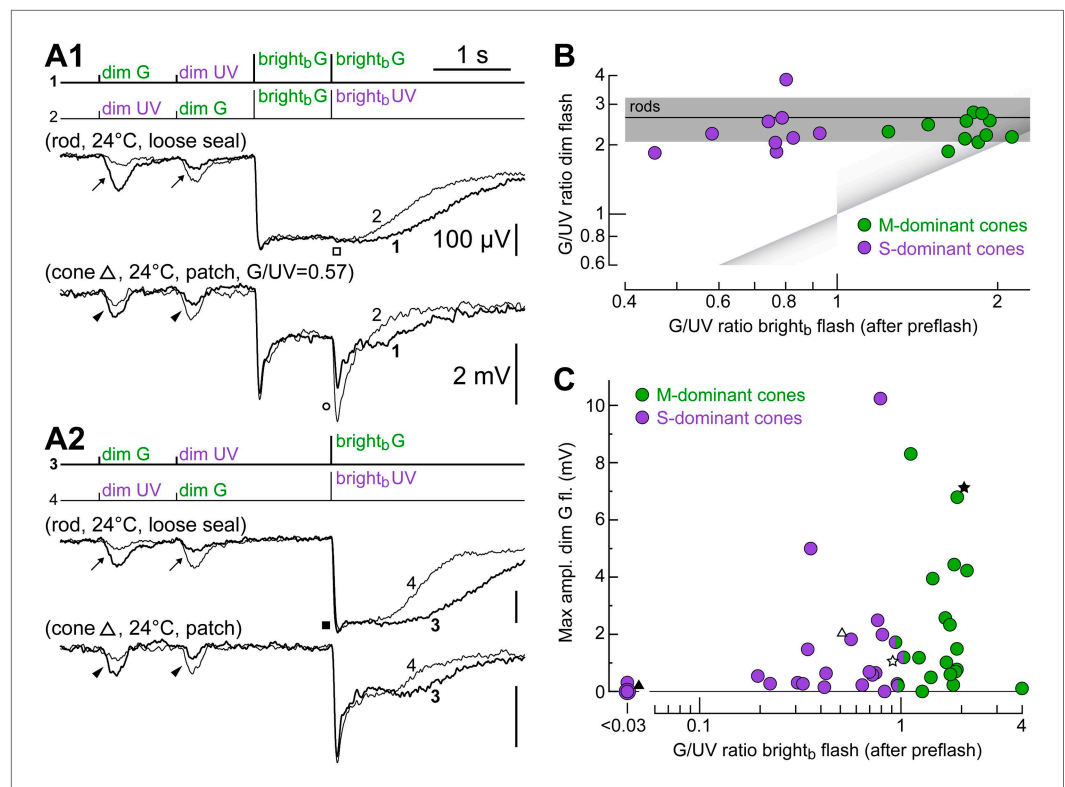 A1
1 s
1
dim G
dim UV
bright_b G
bright_b G
2
dim UV
dim G
bright_b G
bright_b UV
(rod, 24°C, loose seal)
2
1
100 µV
(cone △, 24°C, patch, G/UV=0.57)
2
1
2 mV
A2
3
dim G
dim UV
bright_b G
4
dim UV
dim G
bright_b UV
(rod, 24°C, loose seal)
4
3
(cone △, 24°C, patch)
4
3
B
G/UV ratio dim flash
4
3
2
1
0.8
0.6
rods
M-dominant cones
S-dominant cones
0.4
0.6
0.8
1
2
G/UV ratio bright_b flash (after preflash)
C
Max ampl. dim G fl. (mV)
10
8
6
4
2
0
M-dominant cones
S-dominant cones
<0.03
0.1
1
4
G/UV ratio bright_b flash (after preflash)